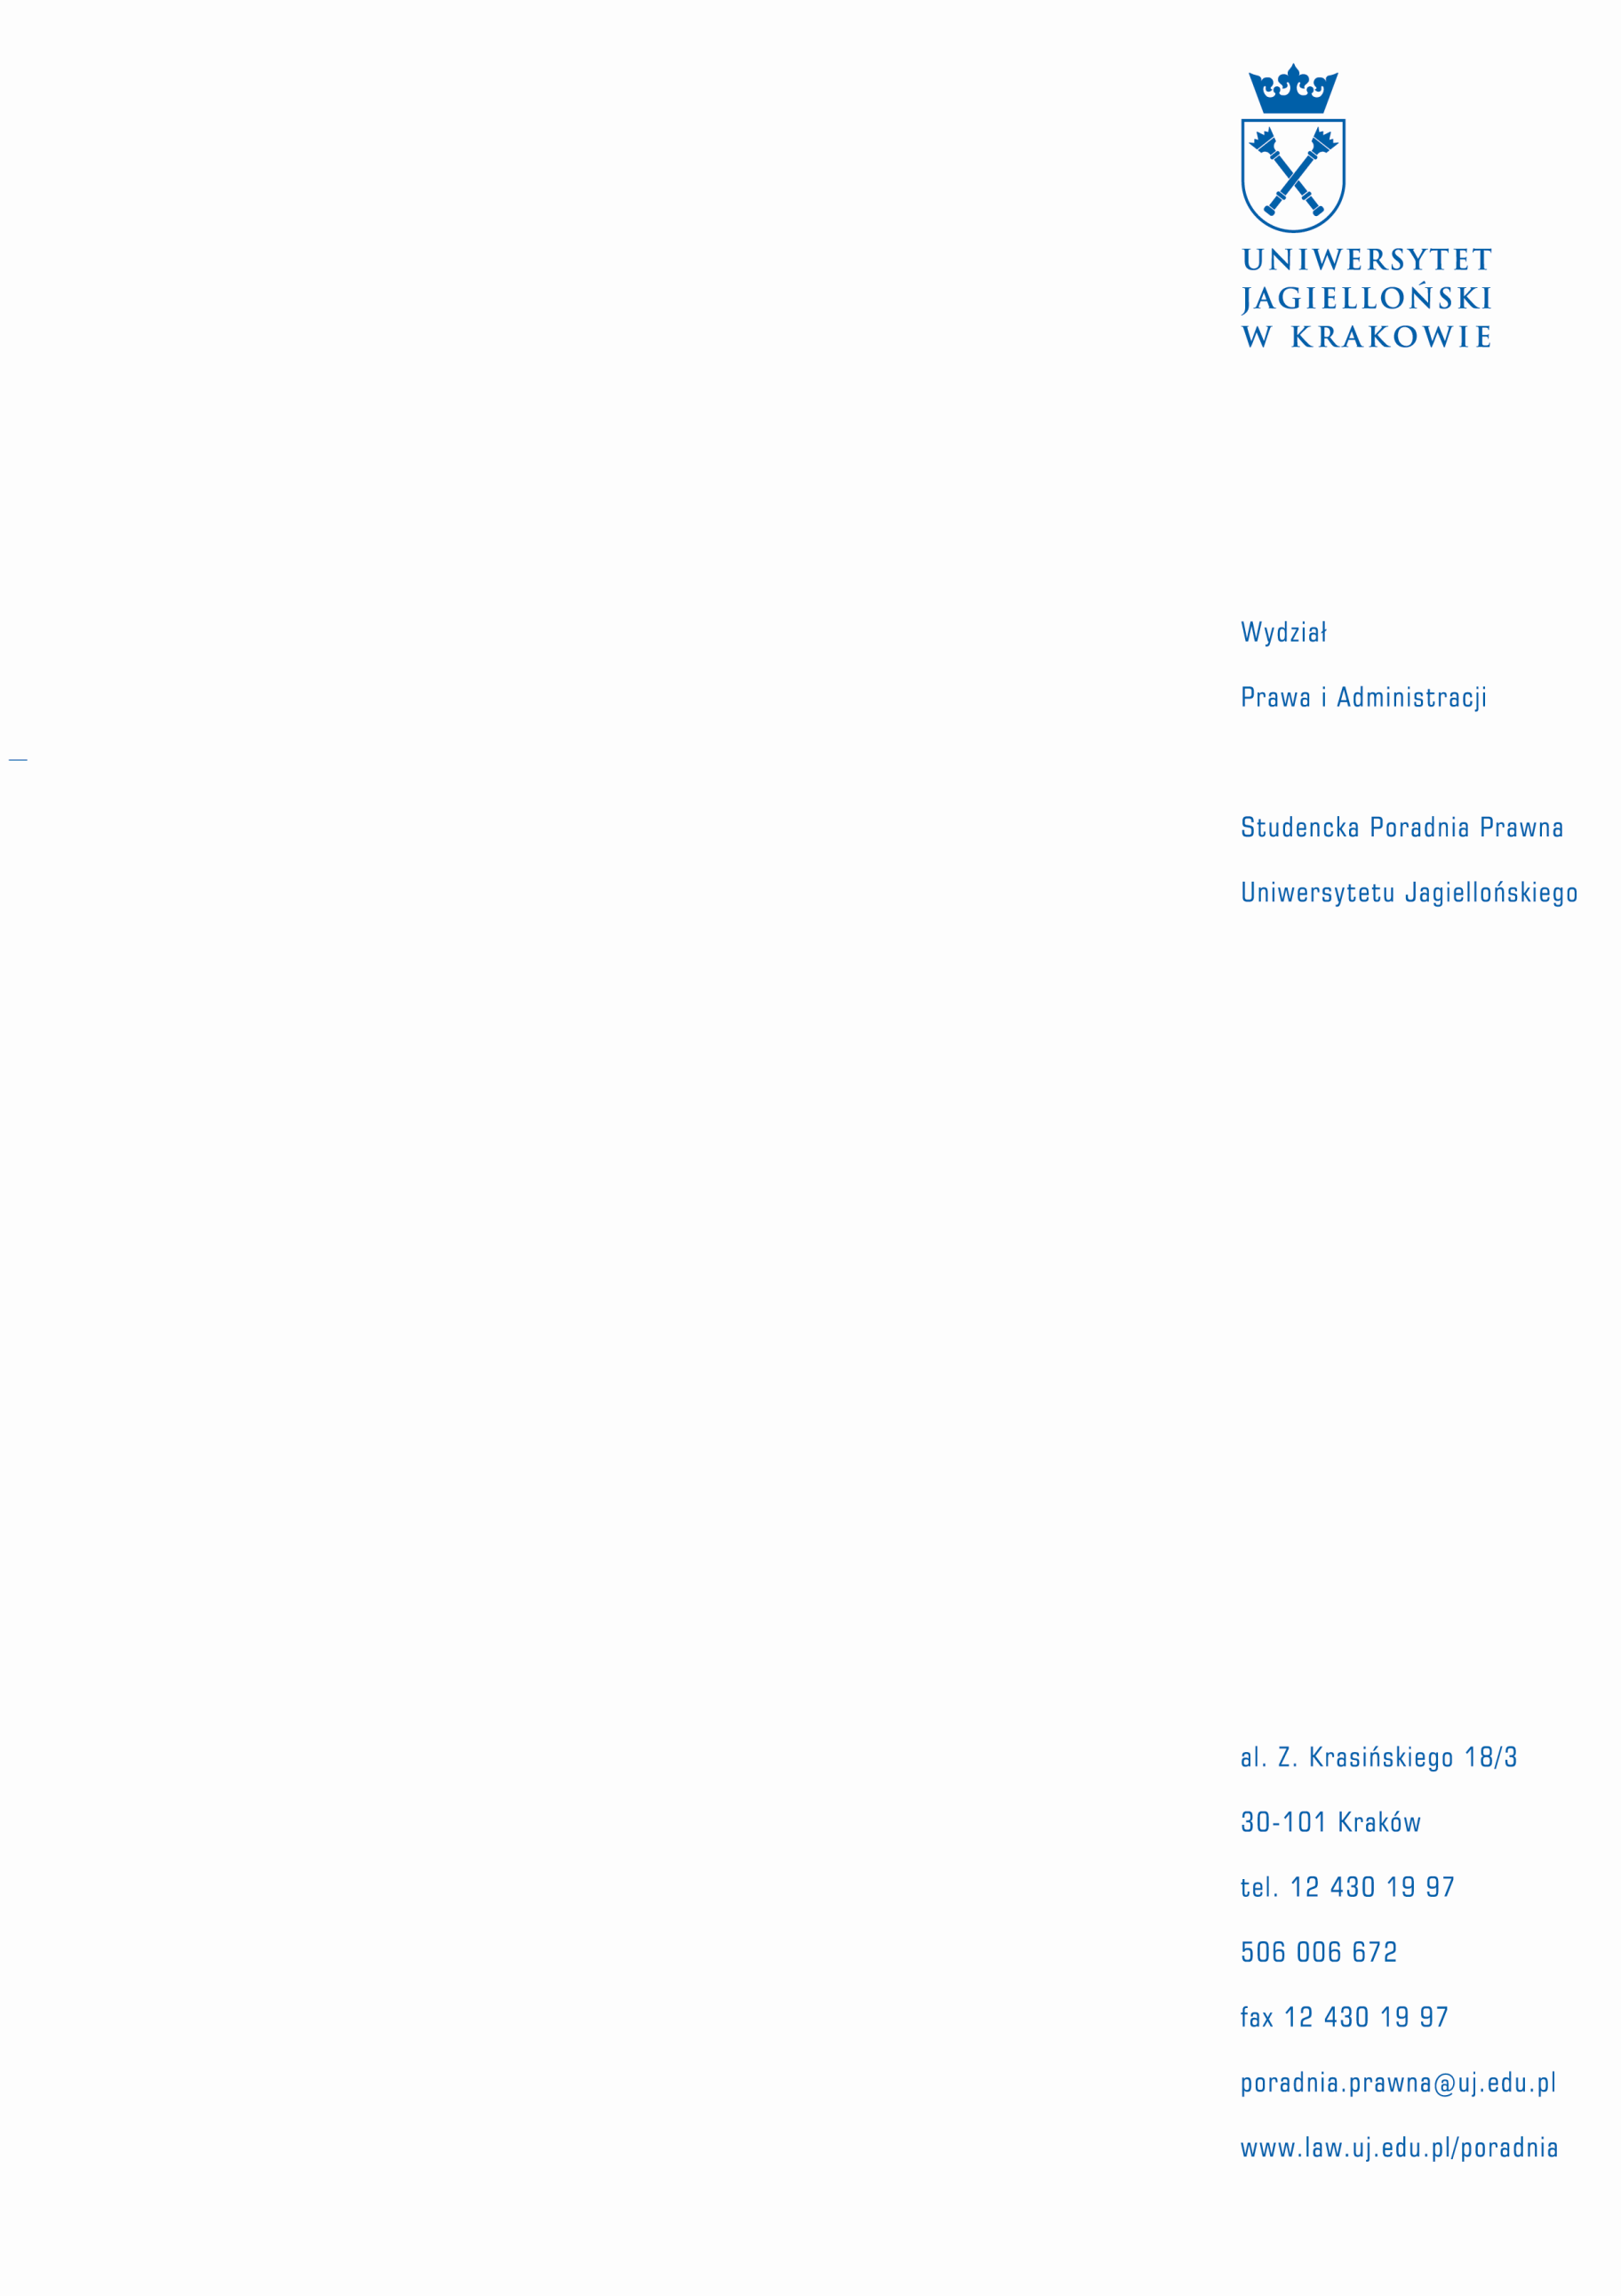 UNIWERSYTET
JAGIELLOŃSKI
W KRAKOWIE
Wydział
Prawa i Administracji
Studencka Poradnia Prawna
Uniwersytetu Jagiellońskiego
al. Z. Krasińskiego 18/3
30-101 Kraków
tel. 12 430 19 97
506 006 672
fax 12 430 19 97
poradnia.prawna@uj.edu.pl
www.law.uj.edu.pl/poradnia